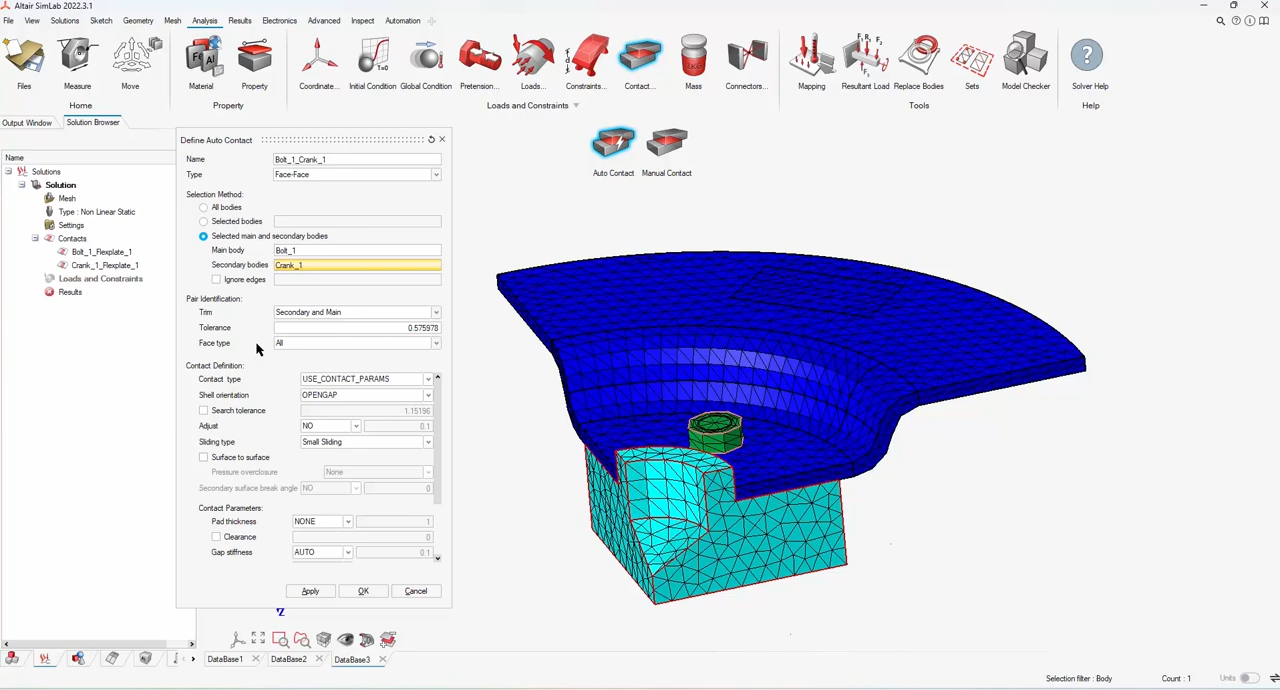 Altair SimLab 2022.3.1
File View Solutions Sketch Geometry Mesh Analysis Results Electronics Advanced Inspect Automation
Files Measure Move Material Property Coordinate... Initial Condition Global Condition Pretension... Loads... Constraints... Contact... Mass Connectors... Mapping Resultant Load Replace Bodies Sets Model Checker Solver Help
Home Property Loads and Constraints Tools Help
Output Window Solution Browser
Auto Contact Manual Contact
Name
Solutions
Solution
Mesh
Type : Non Linear Static
Settings
Contacts
Bolt_1_Flexplate_1
Crank_1_Flexplate_1
Loads and Constraints
Results
Define Auto Contact
Name Bolt_1_Crank_1
Type Face-Face
Selection Method:
All bodies
Selected bodies
Selected main and secondary bodies
Main body Bolt_1
Secondary bodies Crank_1
Ignore edges
Pair Identification:
Trim Secondary and Main
Tolerance 0.575978
Face type All
Contact Definition:
Contact type USE_CONTACT_PARAMS
Shell orientation OPENGAP
Search tolerance 1.15196
Adjust NO 0.1
Sliding type Small Sliding
Surface to surface
Pressure overclosure None
Secondary surface break angle NO 0
Contact Parameters:
Pad thickness NONE 1
Clearance 0
Gap stiffness AUTO 0.1
Apply OK Cancel
Z
DataBase1 DataBase2 DataBase3
Selection filter : Body Count : 1 Units